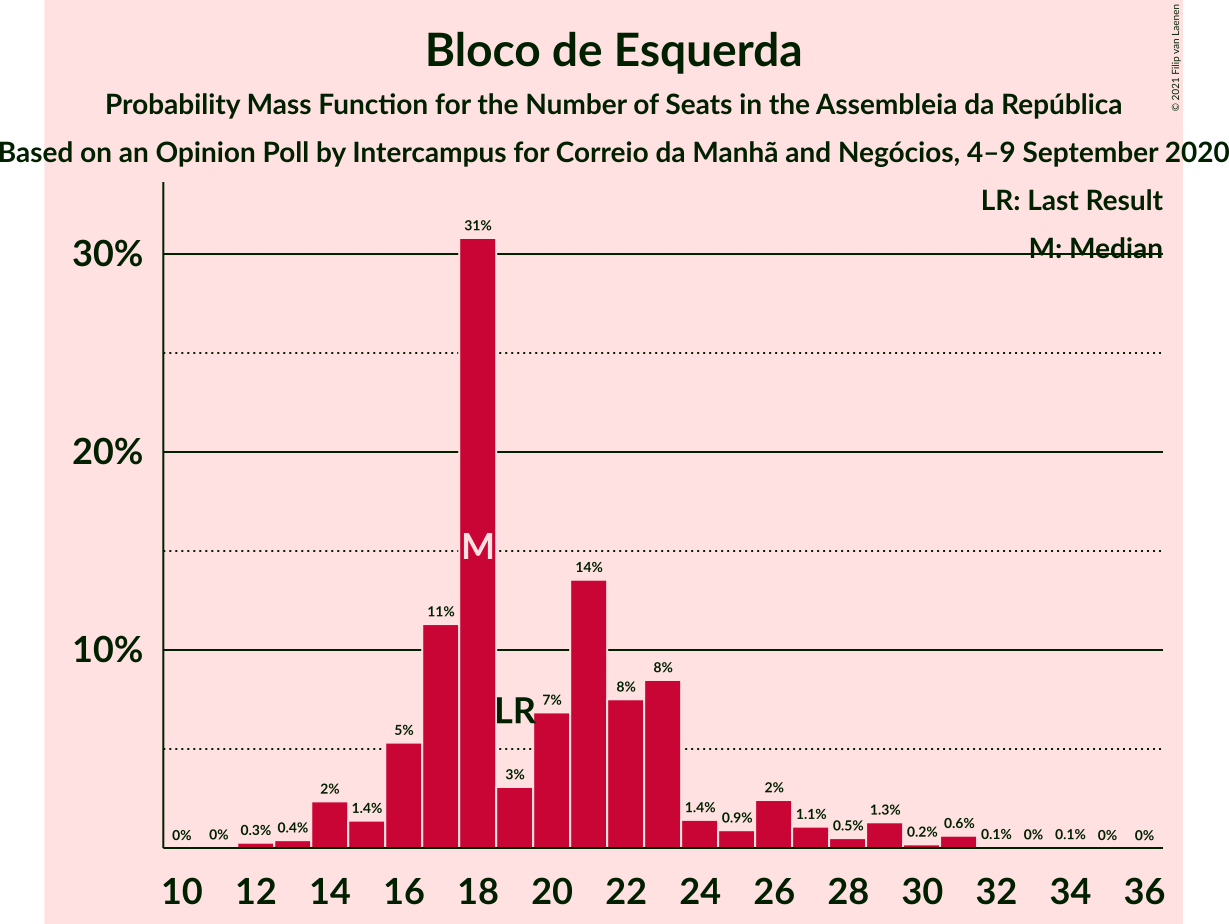 Bloco de Esquerda
Probability Mass Function for the Number of Seats in the Assembleia da República
Based on an Opinion Poll by Intercampus for Correio da Manhã and Negócios, 4–9 September 2020
© 2021 Filip van Laenen
LR: Last Result
M: Median
30%
20%
10%
0% 0% 0.3% 0.4% 2% 1.4% 5% 11% 31% 3% 7% 14% 8% 8% 1.4% 0.9% 2% 1.1% 0.5% 1.3% 0.2% 0.6% 0.1% 0% 0.1% 0% 0%
M
LR
10 12 14 16 18 20 22 24 26 28 30 32 34 36